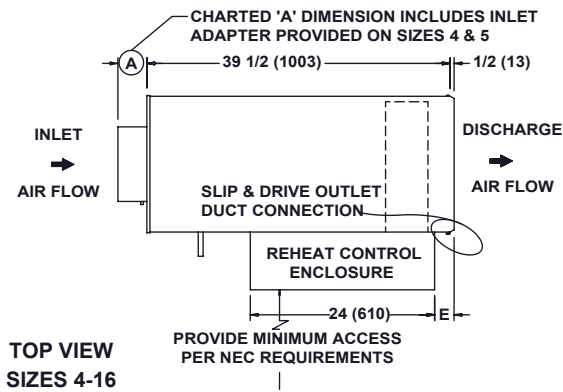 CHARTED 'A' DIMENSION INCLUDES INLET
ADAPTER PROVIDED ON SIZES 4 & 5
A
39 1/2 (1003)
1/2 (13)
INLET
AIR FLOW
DISCHARGE
AIR FLOW
SLIP & DRIVE OUTLET
DUCT CONNECTION
REHEAT CONTROL
ENCLOSURE
24 (610)
E
PROVIDE MINIMUM ACCESS
PER NEC REQUIREMENTS
TOP VIEW
SIZES 4-16